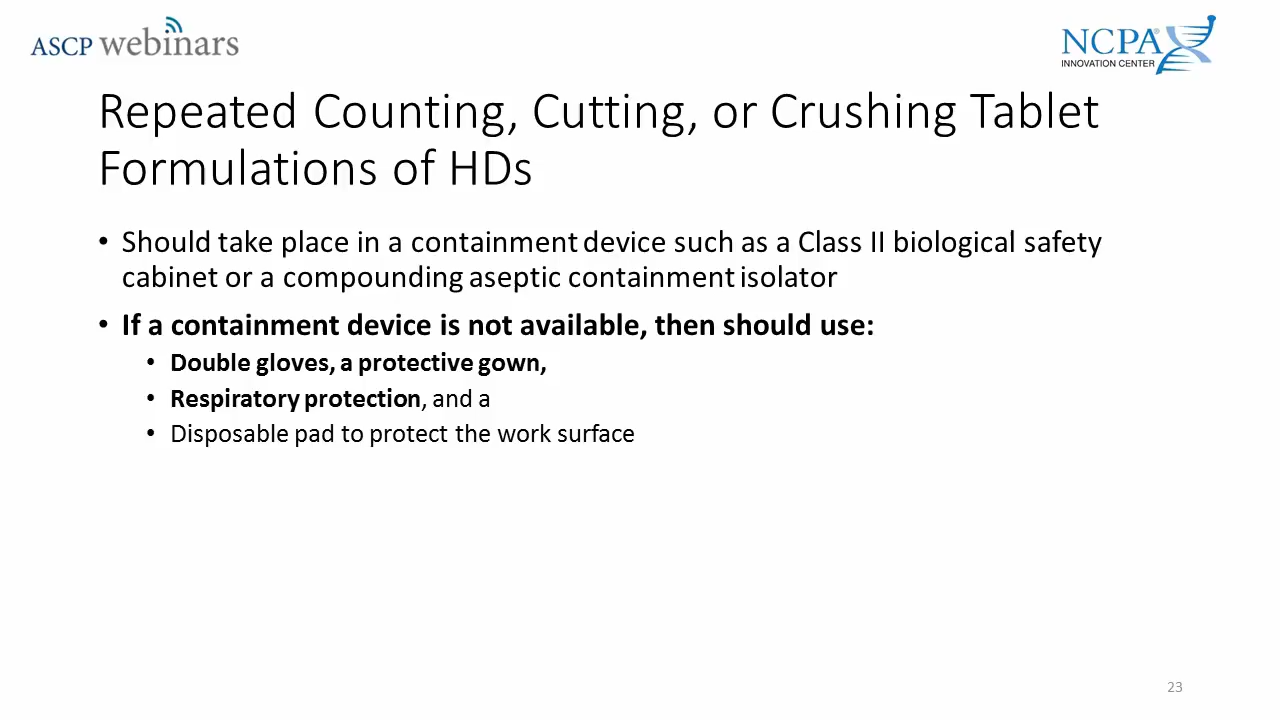 ASCP webinars
NCPA
INNOVATION CENTER
Repeated Counting, Cutting, or Crushing Tablet
Formulations of HDs
• Should take place in a containment device such as a Class II biological safety
cabinet or a compounding aseptic containment isolator
• If a containment device is not available, then should use:
• Double gloves, a protective gown,
• Respiratory protection, and a
• Disposable pad to protect the work surface
23